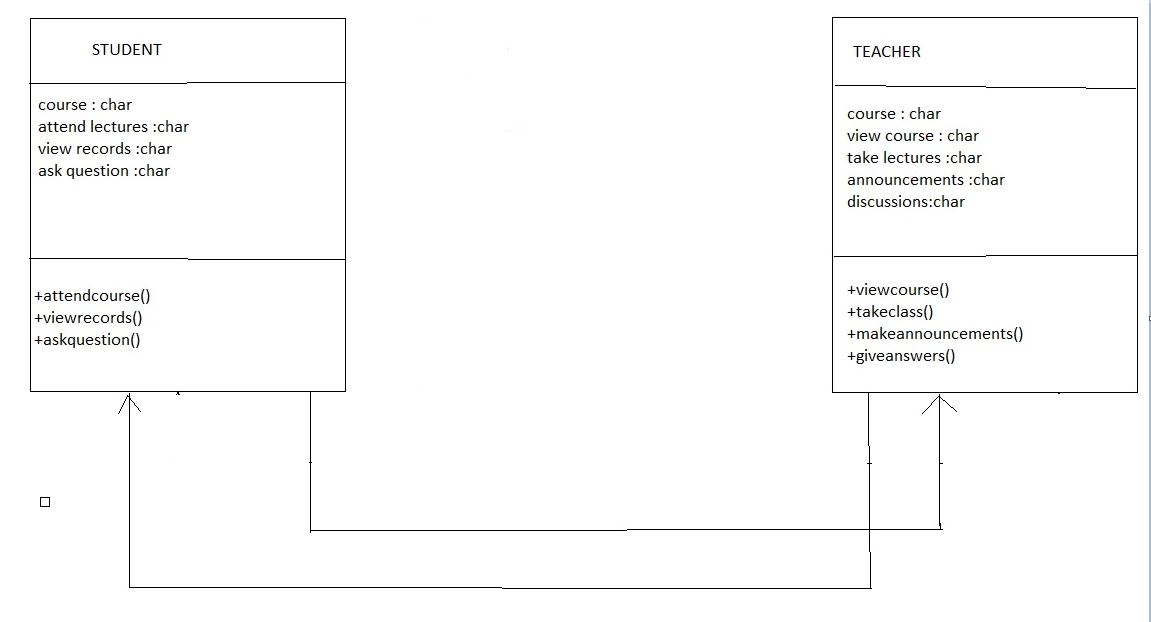 STUDENT
course : char
attend lectures :char
view records :char
ask question :char
+attendcourse()
+viewrecords()
+askquestion()
TEACHER
course : char
view course : char
take lectures :char
announcements :char
discussions:char
+viewcourse()
+takeclass()
+makeannouncements()
+giveanswers()